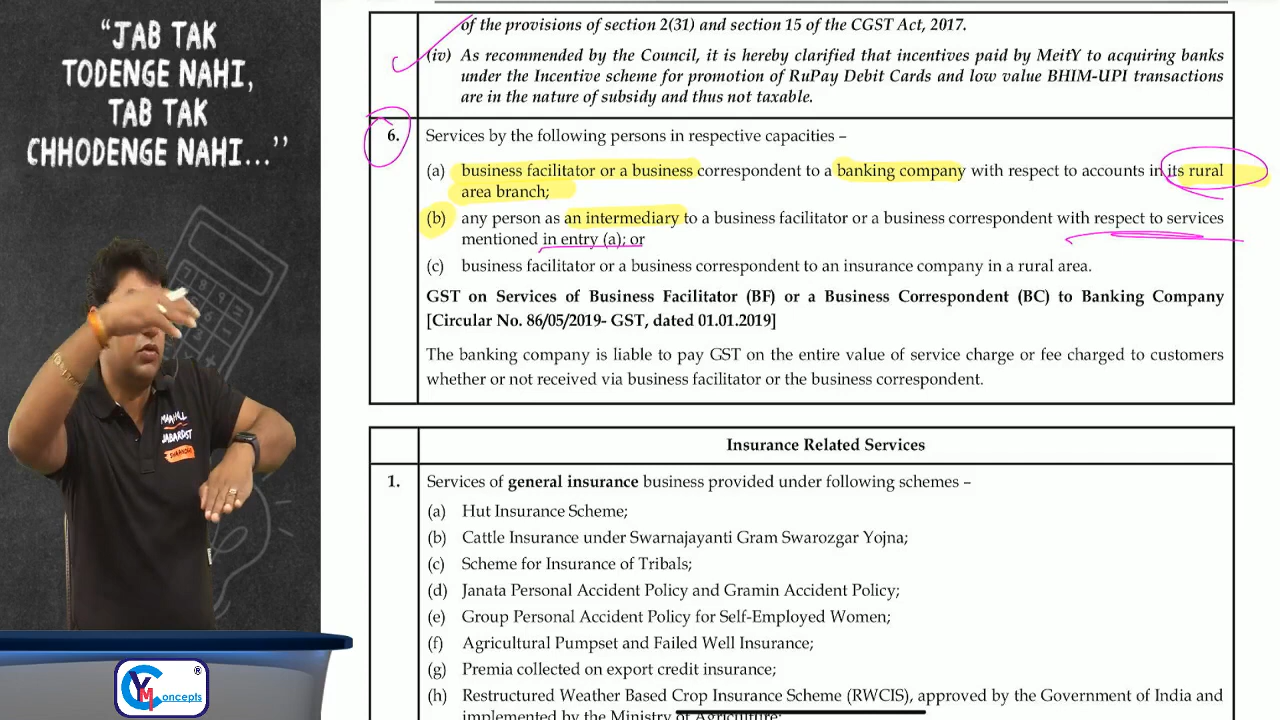 “JAB TAK
TODENGE NAHI,
TAB TAK
CHHODENGE NAHI...’’
of the provisions of section 2(31) and section 15 of the CGST Act, 2017.
(iv) As recommended by the Council, it is hereby clarified that incentives paid by MeitY to acquiring banks
under the Incentive scheme for promotion of RuPay Debit Cards and low value BHIM-UPI transactions
are in the nature of subsidy and thus not taxable.
6. Services by the following persons in respective capacities –
(a) business facilitator or a business correspondent to a banking company with respect to accounts in its rural
area branch;
(b) any person as an intermediary to a business facilitator or a business correspondent with respect to services
mentioned in entry (a); or
(c) business facilitator or a business correspondent to an insurance company in a rural area.
GST on Services of Business Facilitator (BF) or a Business Correspondent (BC) to Banking Company
[Circular No. 86/05/2019- GST, dated 01.01.2019]
The banking company is liable to pay GST on the entire value of service charge or fee charged to customers
whether or not received via business facilitator or the business correspondent.
Insurance Related Services
1. Services of general insurance business provided under following schemes –
(a) Hut Insurance Scheme;
(b) Cattle Insurance under Swarnajayanti Gram Swarozgar Yojna;
(c) Scheme for Insurance of Tribals;
(d) Janata Personal Accident Policy and Gramin Accident Policy;
(e) Group Personal Accident Policy for Self-Employed Women;
(f) Agricultural Pumpset and Failed Well Insurance;
(g) Premia collected on export credit insurance;
(h) Restructured Weather Based Crop Insurance Scheme (RWCIS), approved by the Government of India and
implemented by the Ministry of Agriculture;
YM Concepts ®